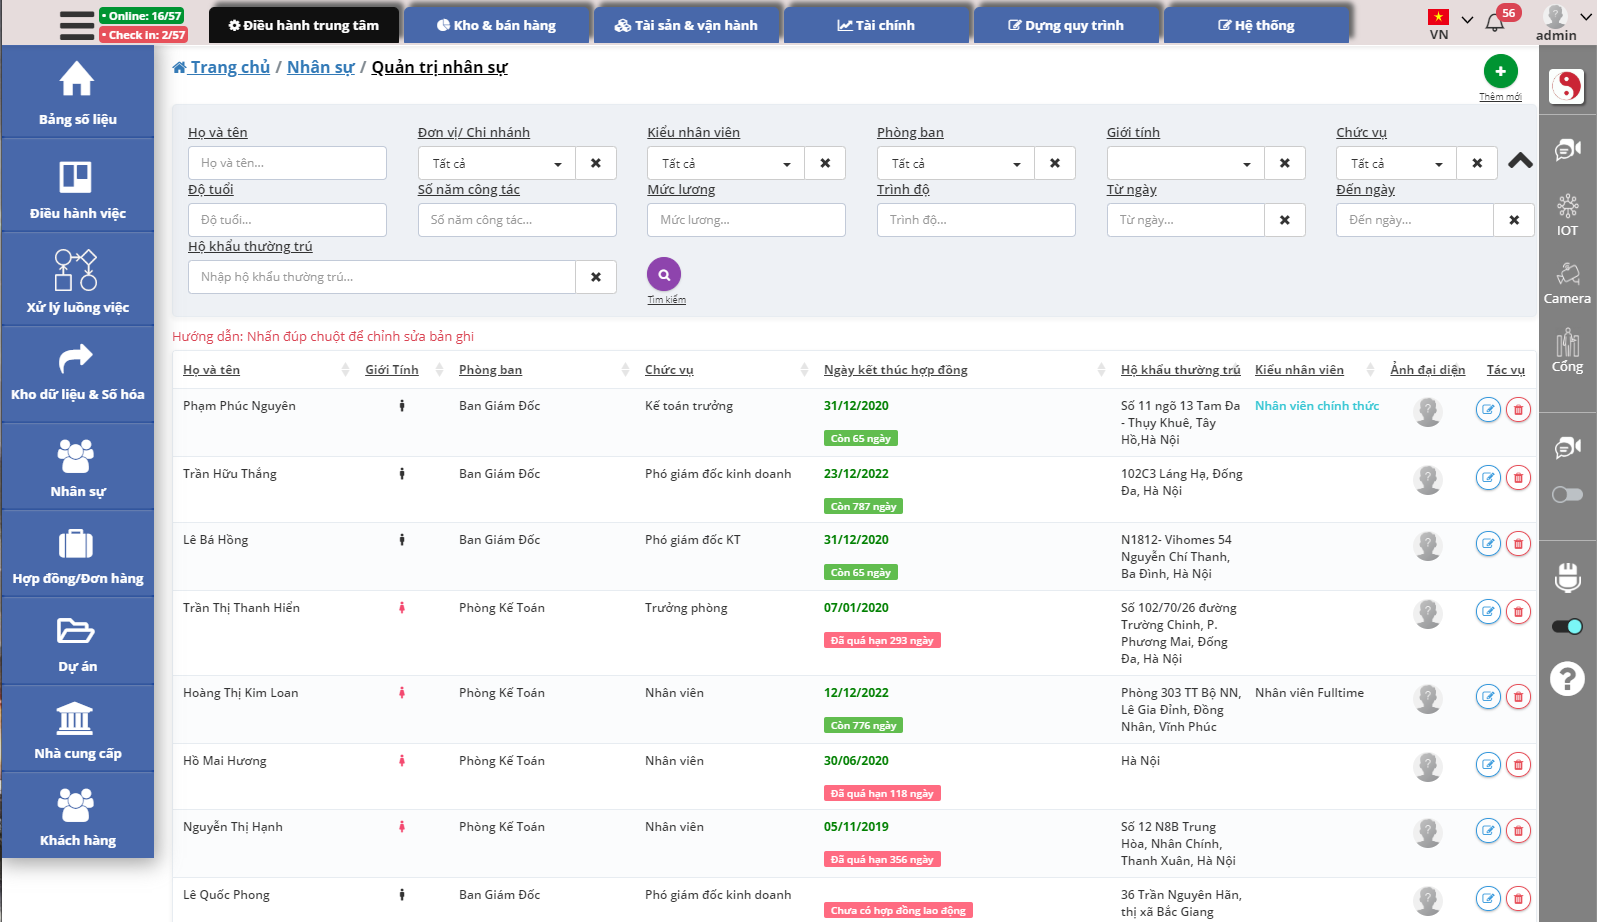 • Online: 16/57
• Check in: 2/57
Điều hành trung tâm
Kho & bán hàng
Tài sản & vận hành
Tài chính
Dựng quy trình
Hệ thống
VN
56
admin
Trang chủ / Nhân sự / Quản trị nhân sự
Thêm mới
Bảng số liệu
Điều hành việc
Xử lý luồng việc
Kho dữ liệu & Số hóa
Nhân sự
Hợp đồng/Đơn hàng
Dự án
Nhà cung cấp
Khách hàng
Họ và tên
Đơn vị/ Chi nhánh
Kiểu nhân viên
Phòng ban
Giới tính
Chức vụ
Họ và tên...
Tất cả
Tất cả
Tất cả
Tất cả
Độ tuổi
Số năm công tác
Mức lương
Trình độ
Từ ngày
Đến ngày
Độ tuổi...
Số năm công tác...
Mức lương...
Trình độ...
Từ ngày...
Đến ngày...
Hộ khẩu thường trú
Nhập hộ khẩu thường trú...
Tìm kiếm
Hướng dẫn: Nhấn đúp chuột để chỉnh sửa bản ghi
Họ và tên
Giới Tính
Phòng ban
Chức vụ
Ngày kết thúc hợp đồng
Hộ khẩu thường trú
Kiểu nhân viên
Ảnh đại diện
Tác vụ
Phạm Phúc Nguyên
Ban Giám Đốc
Kế toán trưởng
31/12/2020
Còn 65 ngày
Số 11 ngõ 13 Tam Đa
- Thụy Khuê, Tây
Hồ,Hà Nội
Nhân viên chính thức
Trần Hữu Thắng
Ban Giám Đốc
Phó giám đốc kinh doanh
23/12/2022
Còn 787 ngày
102C3 Láng Hạ, Đống
Đa, Hà Nội
Lê Bá Hồng
Ban Giám Đốc
Phó giám đốc KT
31/12/2020
Còn 65 ngày
N1812- Vihomes 54
Nguyễn Chí Thanh,
Ba Đình, Hà Nội
Trần Thị Thanh Hiển
Phòng Kế Toán
Trưởng phòng
07/01/2020
Đã quá hạn 293 ngày
Số 102/70/26 đường
Trường Chinh, P.
Phương Mai, Đống
Đa, Hà Nội
Hoàng Thị Kim Loan
Phòng Kế Toán
Nhân viên
12/12/2022
Còn 776 ngày
Phòng 303 TT Bộ NN,
Lê Gia Đỉnh, Đồng
Nhân, Vĩnh Phúc
Nhân viên Fulltime
Hồ Mai Hương
Phòng Kế Toán
Nhân viên
30/06/2020
Đã quá hạn 118 ngày
Hà Nội
Nguyễn Thị Hạnh
Phòng Kế Toán
Nhân viên
05/11/2019
Đã quá hạn 356 ngày
Số 12 N8B Trung
Hòa, Nhân Chính,
Thanh Xuân, Hà Nội
Lê Quốc Phong
Ban Giám Đốc
Phó giám đốc kinh doanh
Chưa có hợp đồng lao động
36 Trần Nguyên Hãn,
thị xã Bắc Giang
IOT
Camera
Cổng